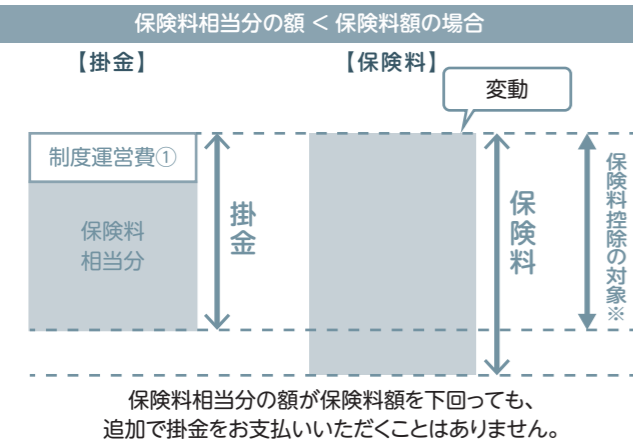 保険料相当分の額 < 保険料額の場合
【掛金】
【保険料】
変動
制度運営費①
保険料
相当分
掛金
保険料
保険料控除の対象※
保険料相当分の額が保険料額を下回っても、
追加で掛金をお支払いいただくことはありません。